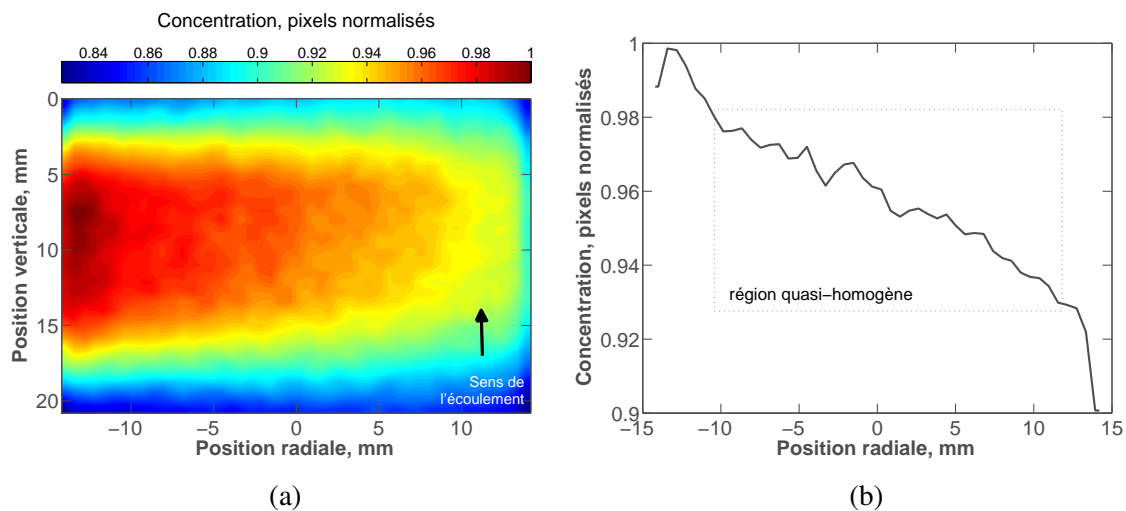 Concentration, pixels normalisés
0.84 0.86 0.88 0.9 0.92 0.94 0.96 0.98 1
0
5
10
15
20
Position verticale, mm
Sens de
l'écoulement
−10 −5 0 5 10
Position radiale, mm
(a)
1
0.98
0.96
0.94
0.92
0.9
Concentration, pixels normalisés
région quasi−homogène
−15 −10 −5 0 5 10 15
Position radiale, mm
(b)